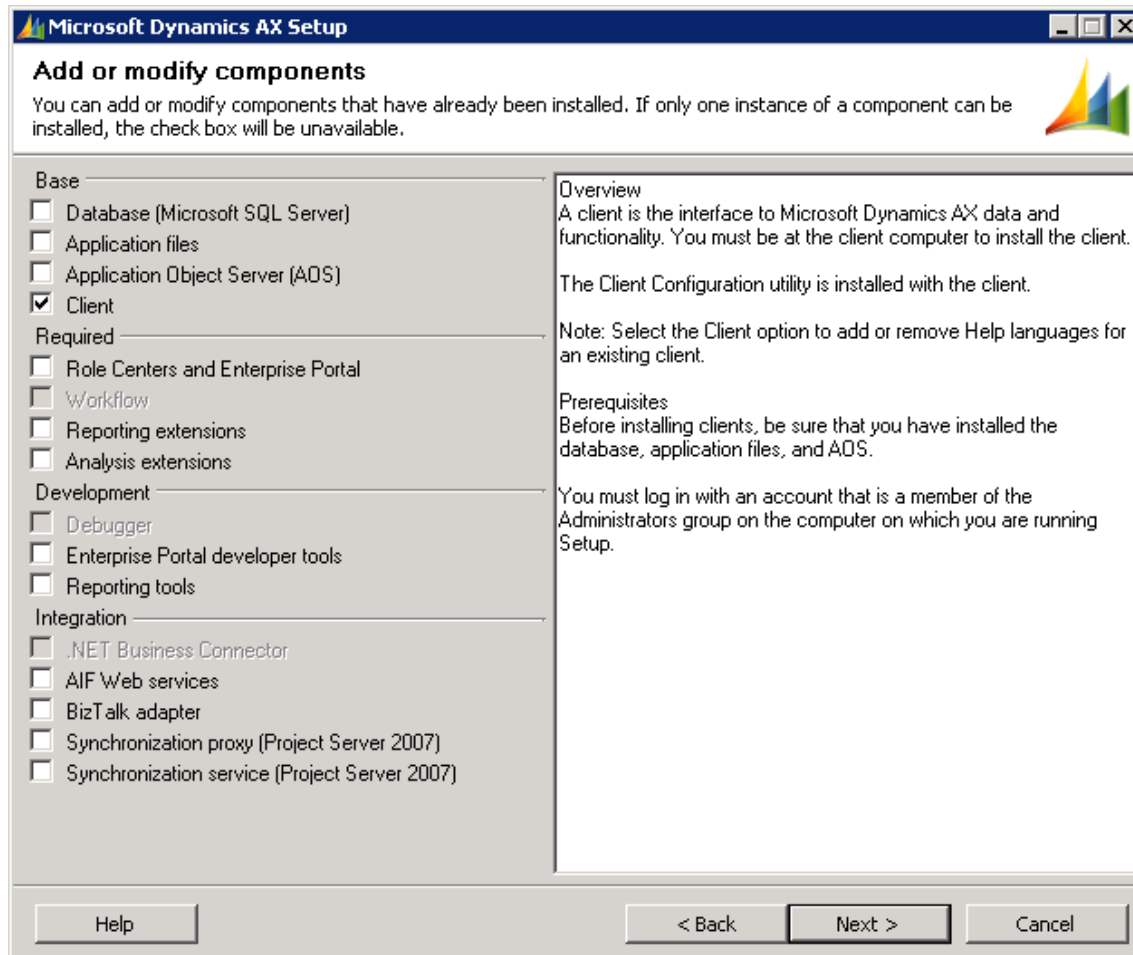 Microsoft Dynamics AX Setup
Add or modify components
You can add or modify components that have already been installed. If only one instance of a component can be
installed, the check box will be unavailable.
Base
Database (Microsoft SQL Server)
Application files
Application Object Server (AOS)
Client
Required
Role Centers and Enterprise Portal
Workflow
Reporting extensions
Analysis extensions
Development
Debugger
Enterprise Portal developer tools
Reporting tools
Integration
.NET Business Connector
AIF Web services
BizTalk adapter
Synchronization proxy (Project Server 2007)
Synchronization service (Project Server 2007)
Overview
A client is the interface to Microsoft Dynamics AX data and
functionality. You must be at the client computer to install the client.
The Client Configuration utility is installed with the client.
Note: Select the Client option to add or remove Help languages for
an existing client.
Prerequisites
Before installing clients, be sure that you have installed the
database, application files, and AOS.
You must log in with an account that is a member of the
Administrators group on the computer on which you are running
Setup.
Help
< Back
Next >
Cancel